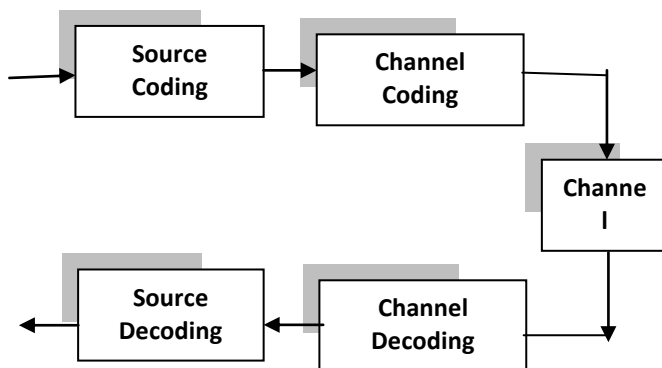 Source
Coding
Channel
Coding
Channe
l
Source
Decoding
Channel
Decoding